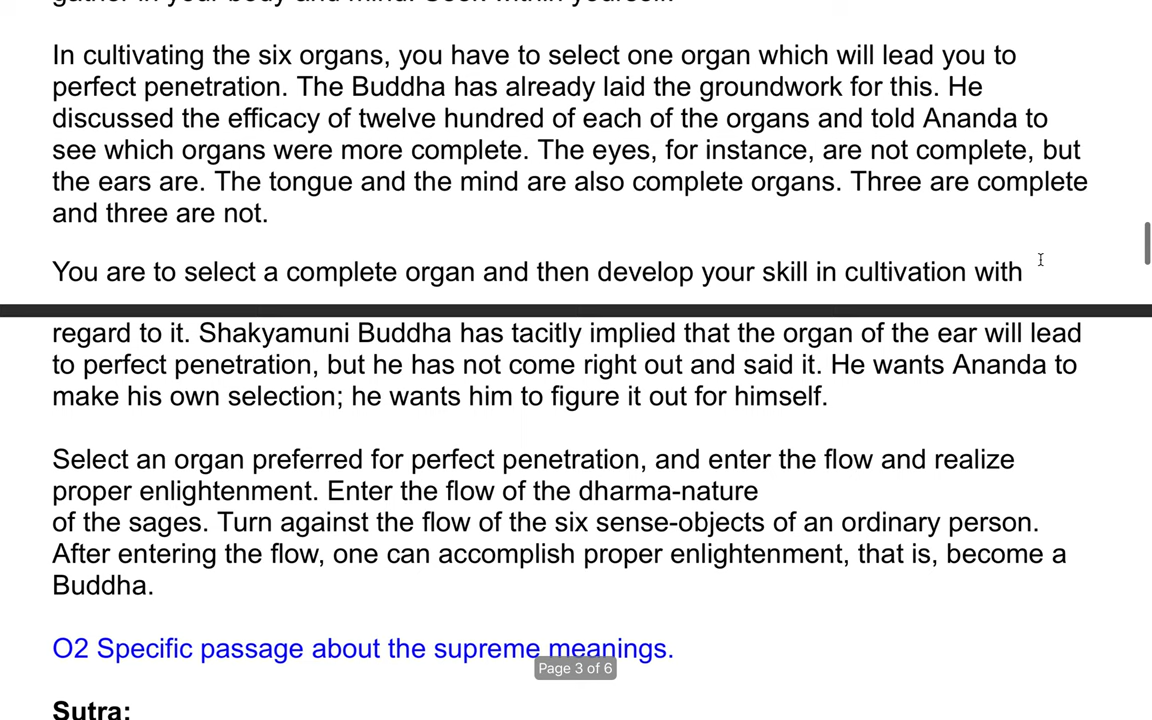 gather in your body and mind. Seek within yourself.
In cultivating the six organs, you have to select one organ which will lead you to
perfect penetration. The Buddha has already laid the groundwork for this. He
discussed the efficacy of twelve hundred of each of the organs and told Ananda to
see which organs were more complete. The eyes, for instance, are not complete, but
the ears are. The tongue and the mind are also complete organs. Three are complete
and three are not.
You are to select a complete organ and then develop your skill in cultivation with
regard to it. Shakyamuni Buddha has tacitly implied that the organ of the ear will lead
to perfect penetration, but he has not come right out and said it. He wants Ananda to
make his own selection; he wants him to figure it out for himself.
Select an organ preferred for perfect penetration, and enter the flow and realize
proper enlightenment. Enter the flow of the dharma-nature
of the sages. Turn against the flow of the six sense-objects of an ordinary person.
After entering the flow, one can accomplish proper enlightenment, that is, become a
Buddha.
O2 Specific passage about the supreme meanings.
Page 3 of 6
Sutra: